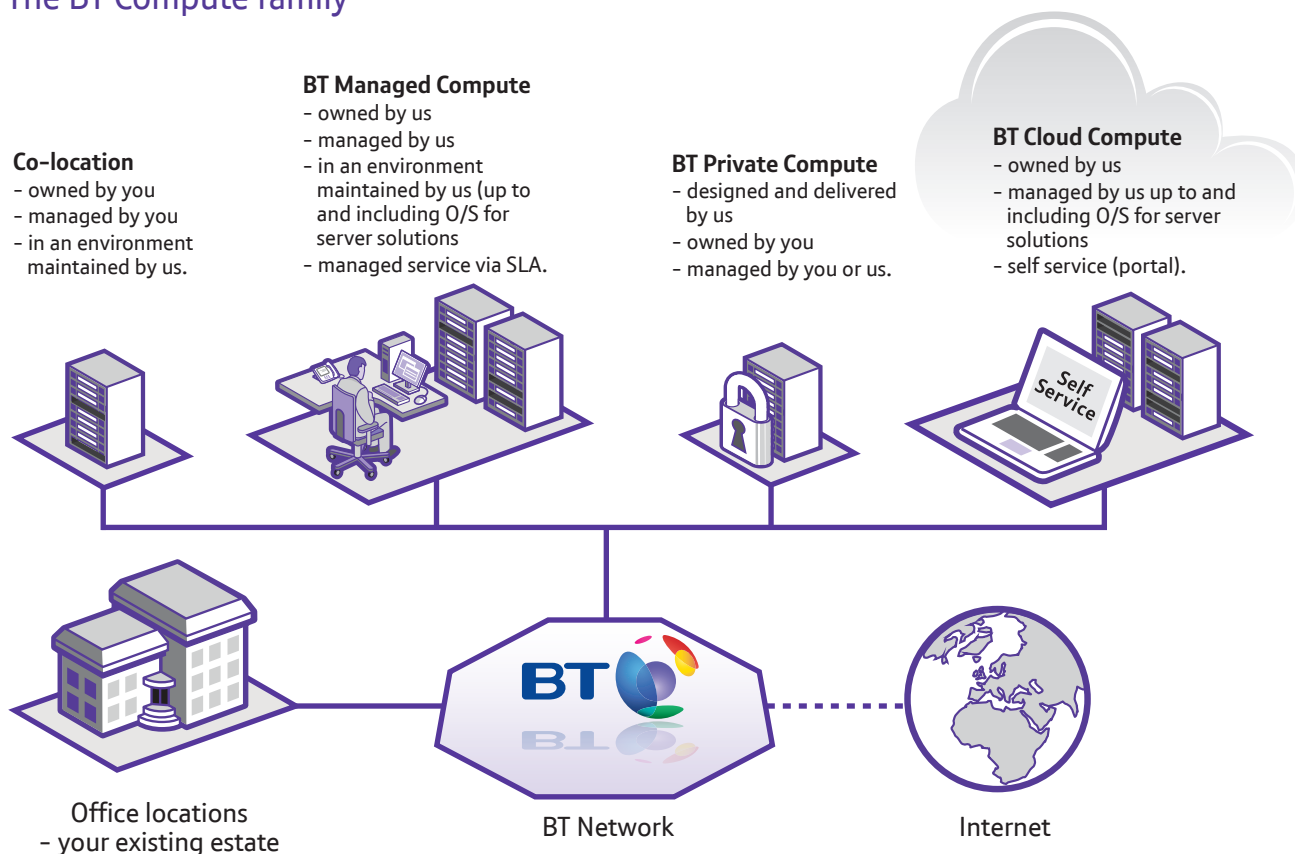 The BT Compute family
BT Managed Compute
- owned by us
- managed by us
- in an environment
maintained by us (up to
and including O/S for
server solutions
- managed service via SLA.
Co-location
- owned by you
- managed by you
- in an environment
maintained by us.
BT Private Compute
- designed and delivered
by us
- owned by you
- managed by you or us.
BT Cloud Compute
- owned by us
- managed by us up to and
including O/S for server
solutions
- self service (portal).
Self
Service
BT
Office locations
- your existing estate
BT Network
Internet